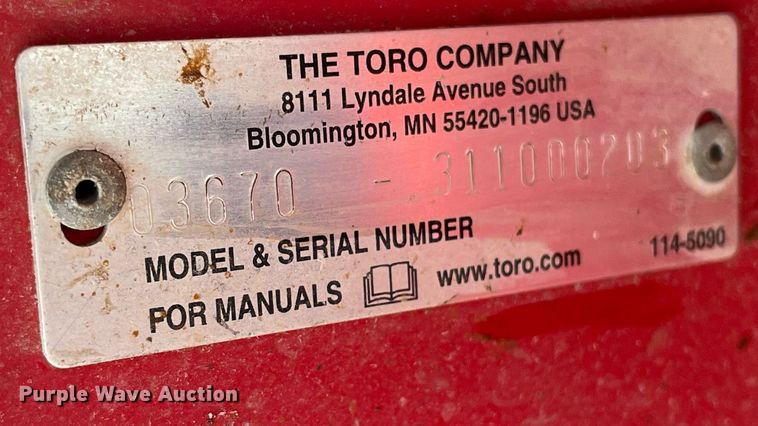 THE TORO COMPANY
8111 Lyndale Avenue South
Bloomington, MN 55420-1196 USA
03670 - 311000703
MODEL & SERIAL NUMBER
114-5090
FOR MANUALS www.toro.com
Purple Wave Auction